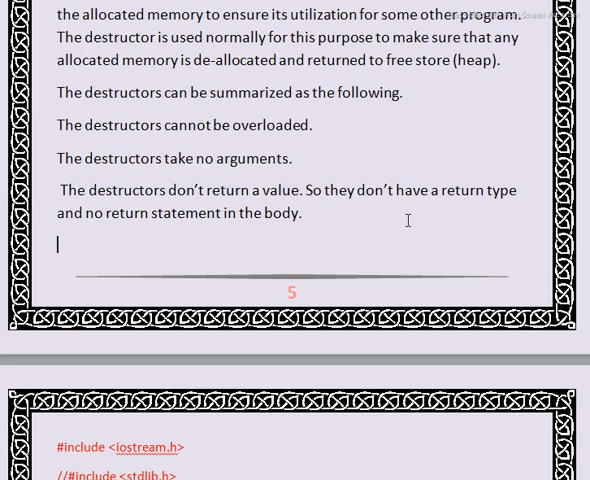 the allocated memory to ensure its utilization for some other program.
The destructor is used normally for this purpose to make sure that any
allocated memory is de-allocated and returned to free store (heap).
The destructors can be summarized as the following.
The destructors cannot be overloaded.
The destructors take no arguments.
The destructors don’t return a value. So they don’t have a return type
and no return statement in the body.
5
#include <iostream.h>
//#include <stdlib.h>